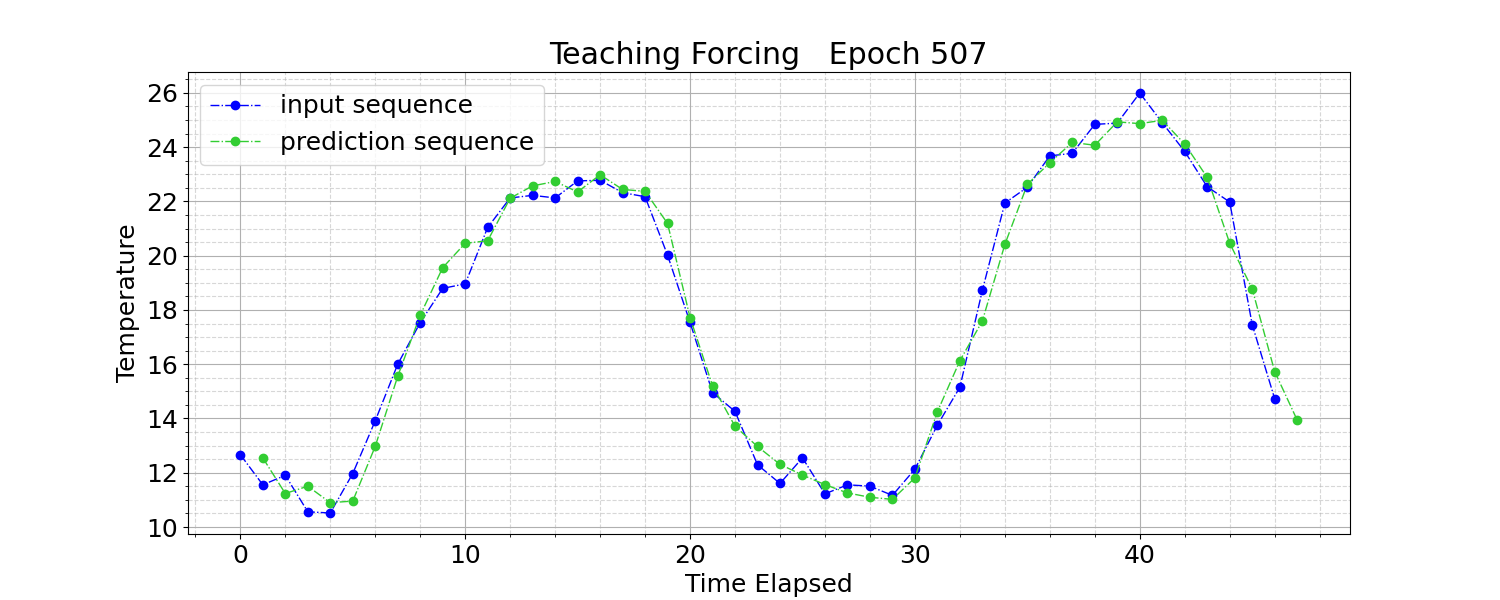 Teaching Forcing   Epoch 507
input sequence
prediction sequence
26
24
22
20
18
16
14
12
10
Temperature
0 10 20 30 40
Time Elapsed